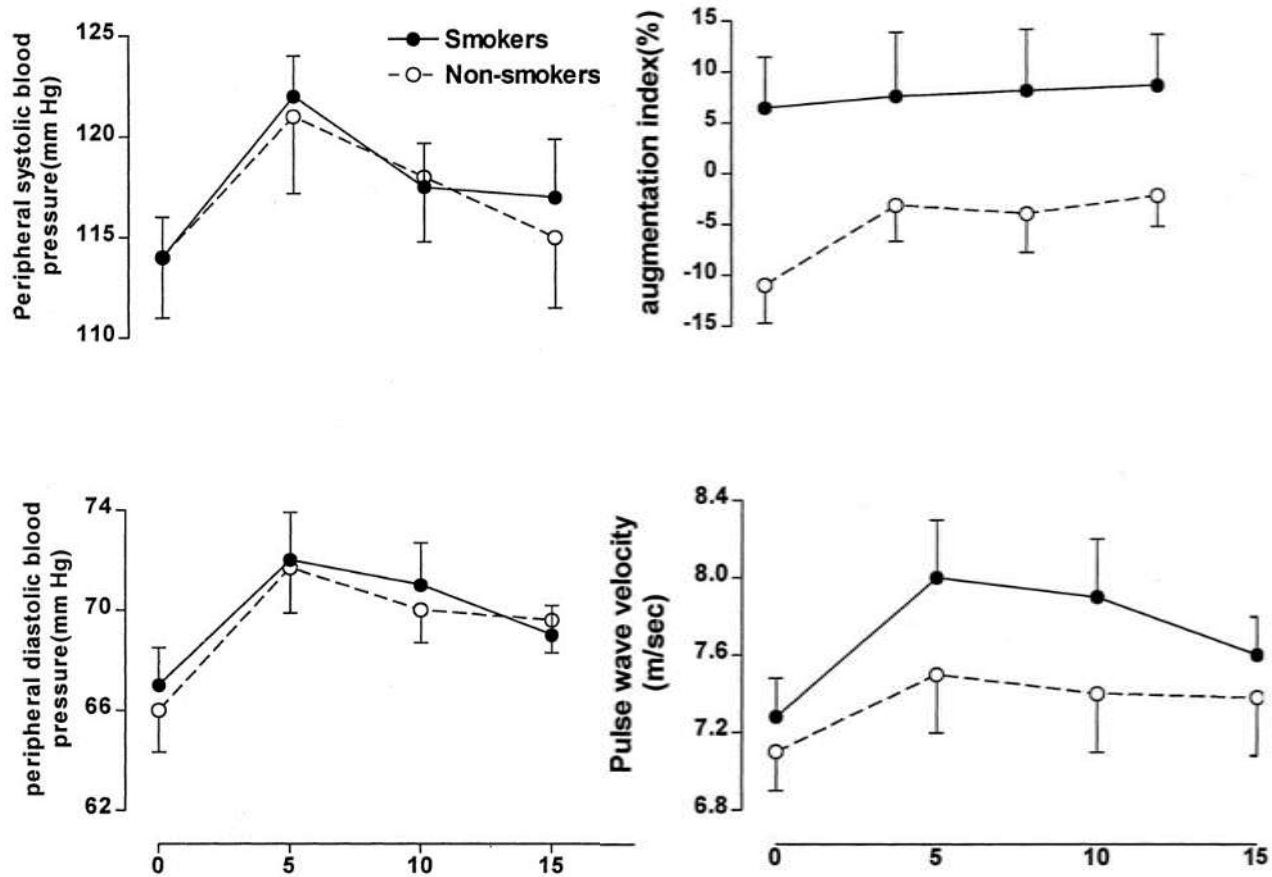 Peripheral systolic blood
pressure(mm Hg)
125
120
115
110
Smokers
Non-smokers
augmentation index(%)
15
10
5
0
-5
-10
-15
peripheral diastolic blood
pressure(mm Hg)
74
70
66
62
0 5 10 15
Pulse wave velocity
(m/sec)
8.4
8.0
7.6
7.2
6.8
0 5 10 15